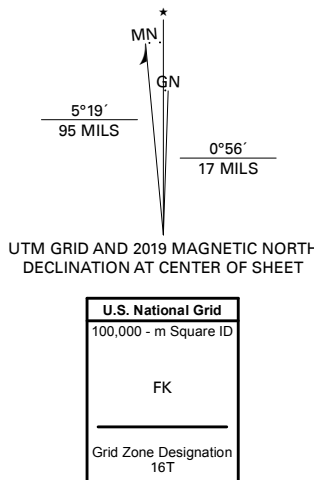 ★
MN
GN
5°19´
95 MILS
0°56´
17 MILS
UTM GRID AND 2019 MAGNETIC NORTH
DECLINATION AT CENTER OF SHEET
U.S. National Grid
100,000 - m Square ID
FK
Grid Zone Designation
16T